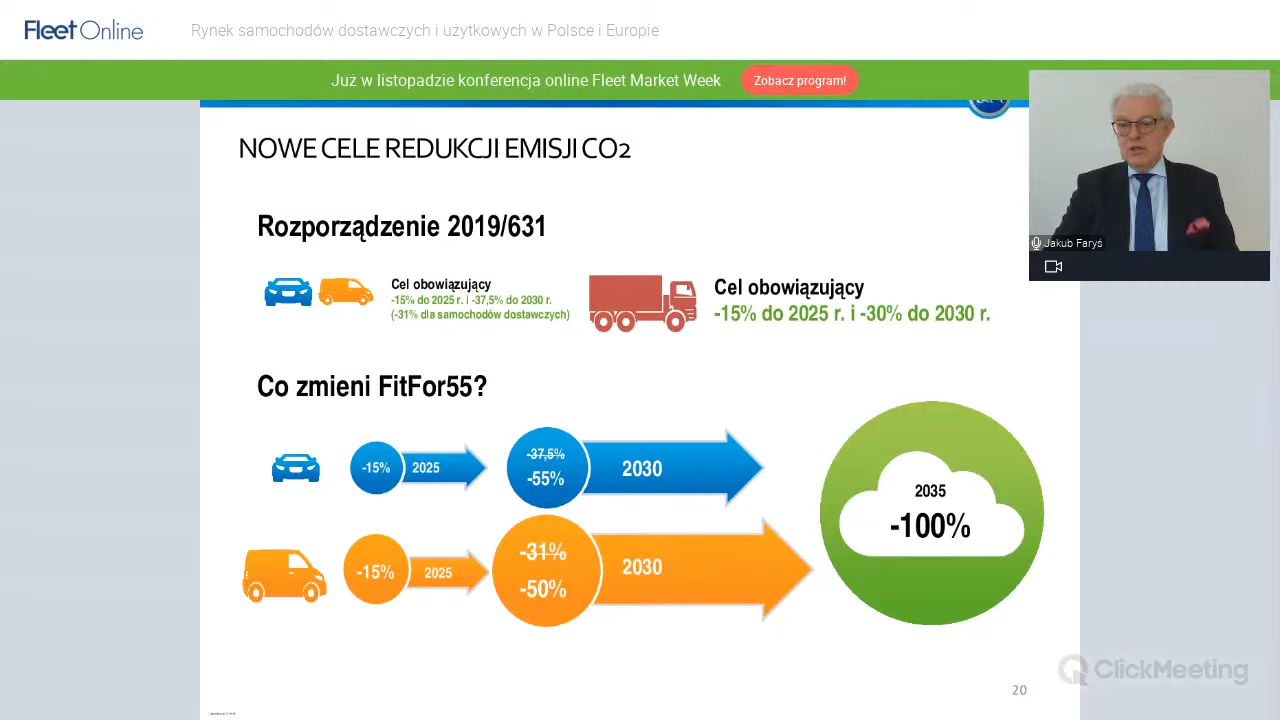 Fleet Online
Rynek samochodów dostawczych i użytkowych w Polsce i Europie
Już w listopadzie konferencja online Fleet Market Week
Zobacz program!
NOWE CELE REDUKCJI EMISJI CO2
Jakub Faryś
Rozporządzenie 2019/631
Cel obowiązujący
-15% do 2025 r. i -37,5% do 2030 r.
(-31% dla samochodów dostawczych)
Cel obowiązujący
-15% do 2025 r. i -30% do 2030 r.
Co zmieni FitFor55?
-15%
2025
-37,5%
-55%
2030
-15%
2025
-31%
-50%
2030
2035
-100%
ClickMeeting
20